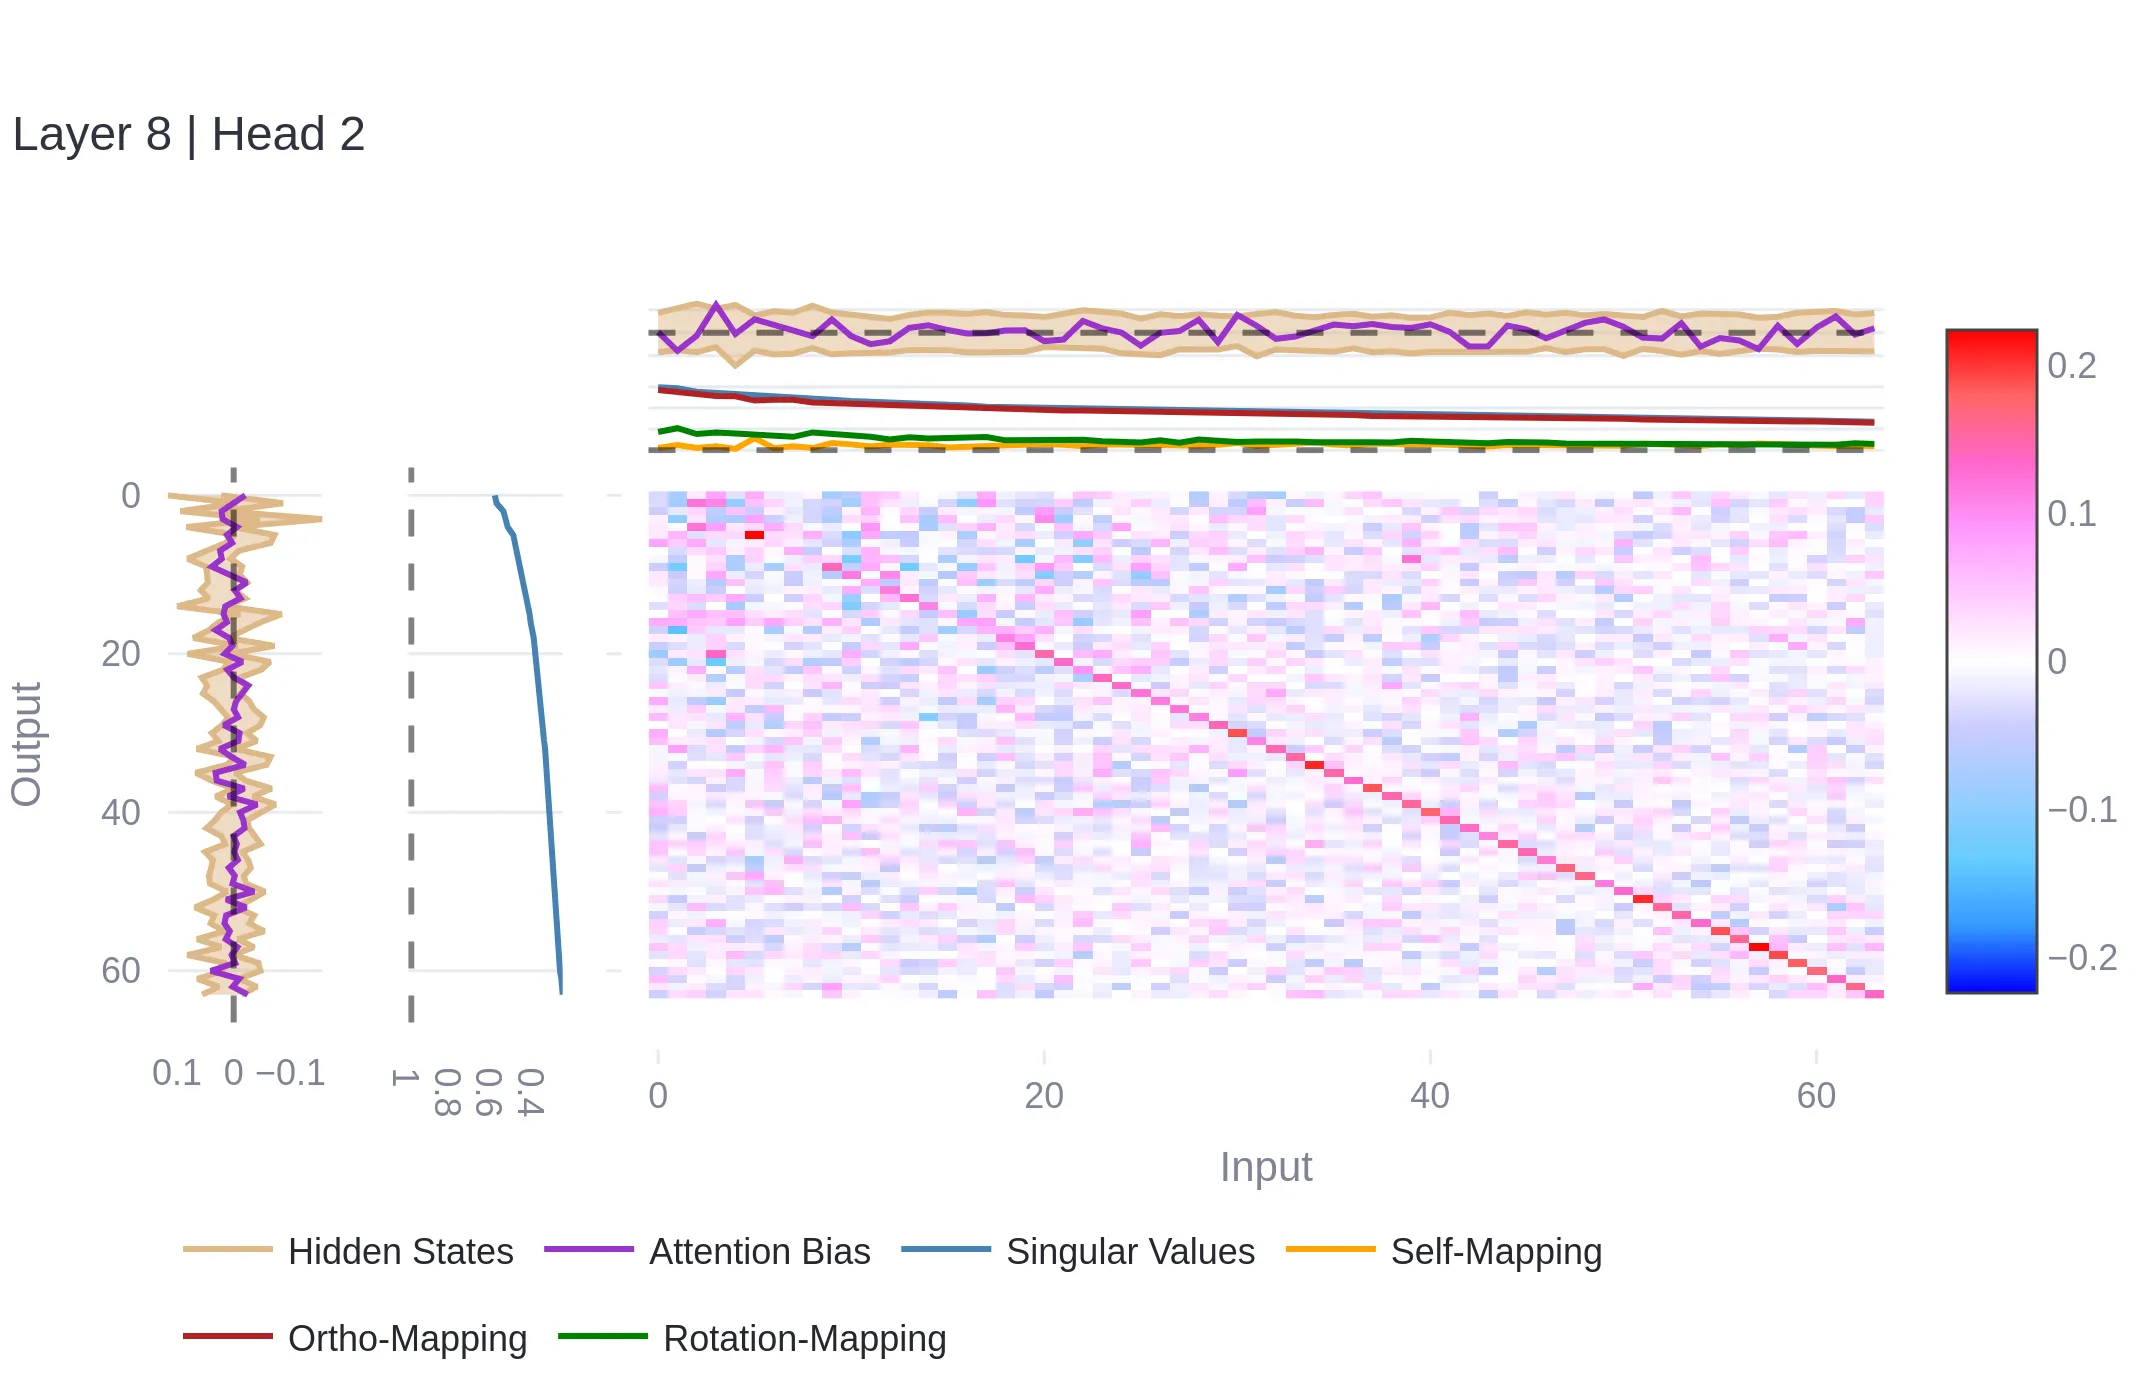 Layer 8 | Head 2
0
20
40
60
Output
0.1 0 −0.1
1
0.8
0.6
0.4
0 20 40 60
Input
0.2
0.1
0
−0.1
−0.2
Hidden States Attention Bias Singular Values Self-Mapping
Ortho-Mapping Rotation-Mapping